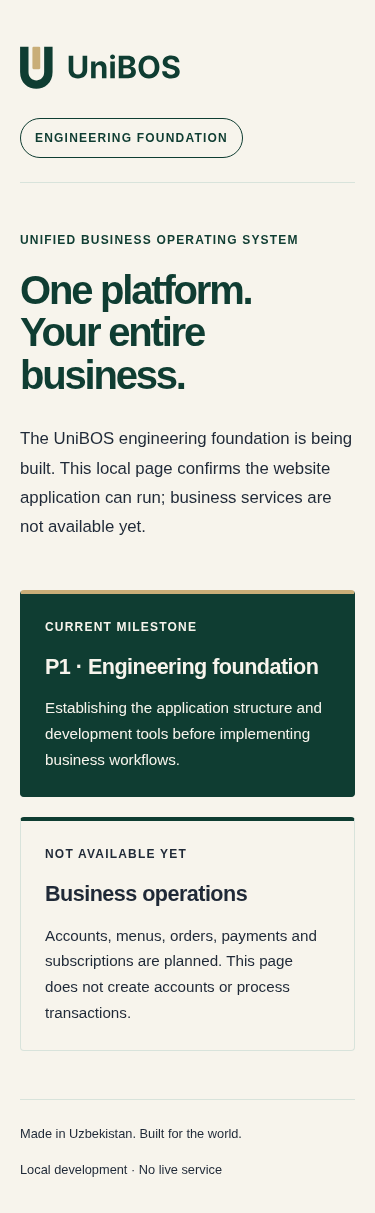 UniBOS
ENGINEERING FOUNDATION
UNIFIED BUSINESS OPERATING SYSTEM
One platform.
Your entire
business.
The UniBOS engineering foundation is being
built. This local page confirms the website
application can run; business services are
not available yet.
CURRENT MILESTONE
P1 · Engineering foundation
Establishing the application structure and
development tools before implementing
business workflows.
NOT AVAILABLE YET
Business operations
Accounts, menus, orders, payments and
subscriptions are planned. This page
does not create accounts or process
transactions.
Made in Uzbekistan. Built for the world.
Local development · No live service